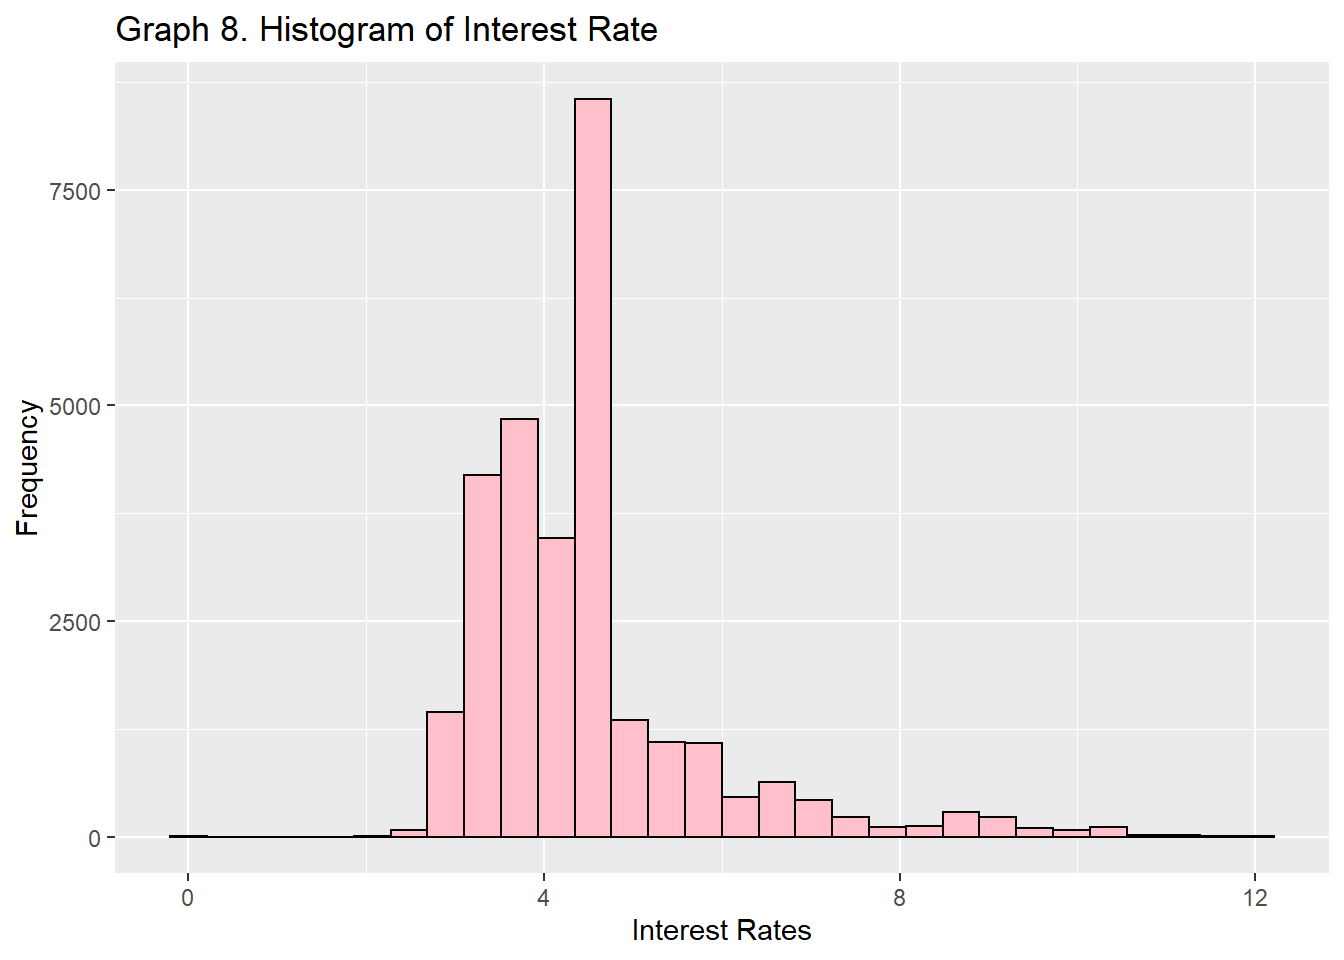 Graph 8. Histogram of Interest Rate
Frequency
7500
5000
2500
0
0 4 8 12
Interest Rates